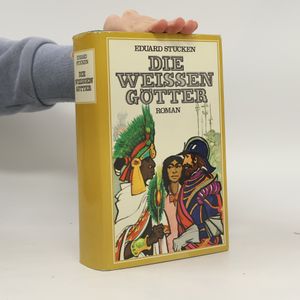 EDUARD STUCKEN
DIE
WEISSEN
GÖTTER
ROMAN
EDUARD
STUCKEN
DIE
WEISSEN
GÖTTER